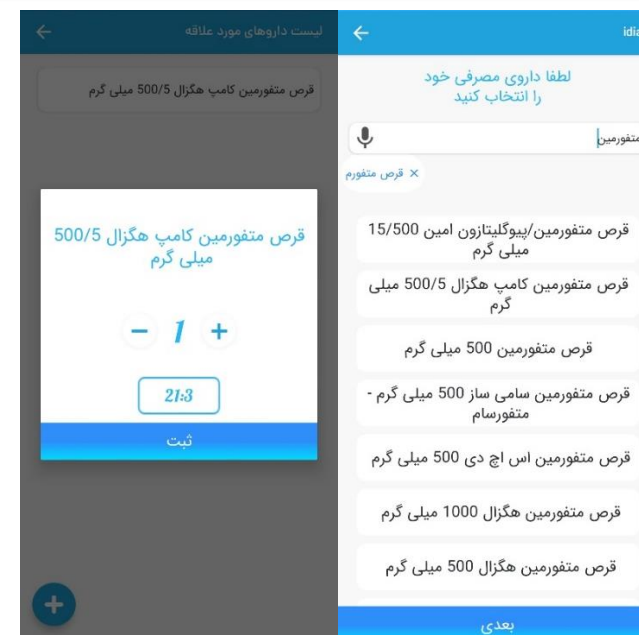 لیست داروهای مورد علاقه
قرص متفورمین کامپ هگزال 500/5 میلی گرم
قرص متفورمین کامپ هگزال 500/5
میلی گرم
− 1 +
21:3
ثبت
+
idia
لطفا داروی مصرفی خود
را انتخاب کنید
متفورمین
× قرص متفورم
قرص متفورمین/پیوگلیتازون امین 15/500
میلی گرم
قرص متفورمین کامپ هگزال 500/5 میلی
گرم
قرص متفورمین 500 میلی گرم
قرص متفورمین سامی ساز 500 میلی گرم -
متفورسام
قرص متفورمین اس اچ دی 500 میلی گرم
قرص متفورمین هگزال 1000 میلی گرم
قرص متفورمین هگزال 500 میلی گرم
بعدی